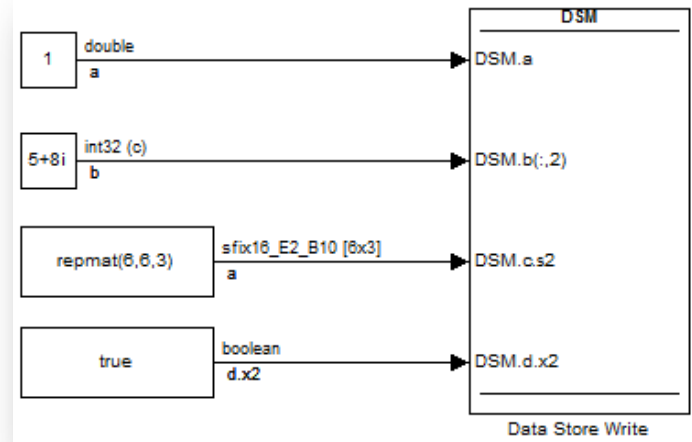 DSM
1
double
a
DSM.a
5+8i
int32 (c)
b
DSM.b(:,2)
repmat(6,6,3)
sfix16_E2_B10 [6x3]
a
DSM.c.s2
true
boolean
d.x2
DSM.d.x2
Data Store Write